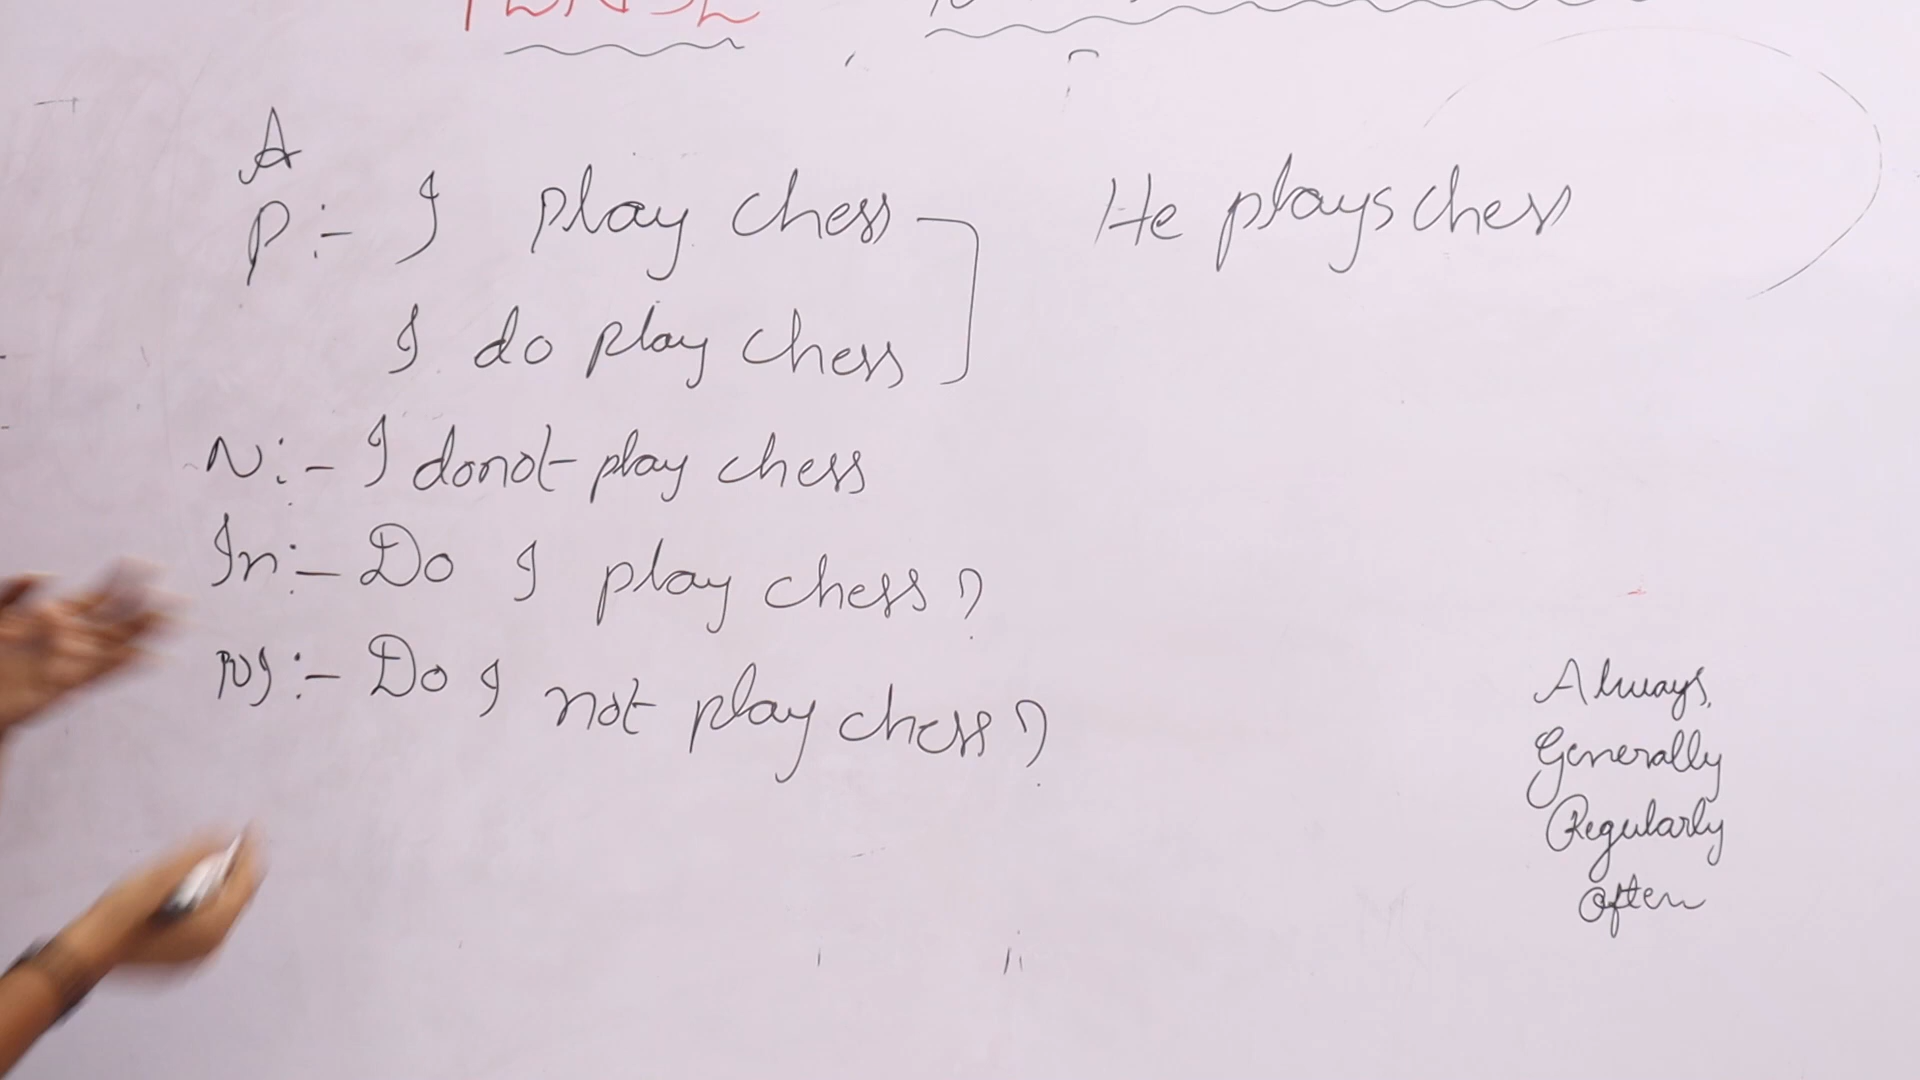 TENSE
A
P:- I play chess He plays chess
I do play chess
N:- I donot play chess
In:- Do I play chess?
NI:- Do I not play chess?
Always,
Generally
Regularly
Often